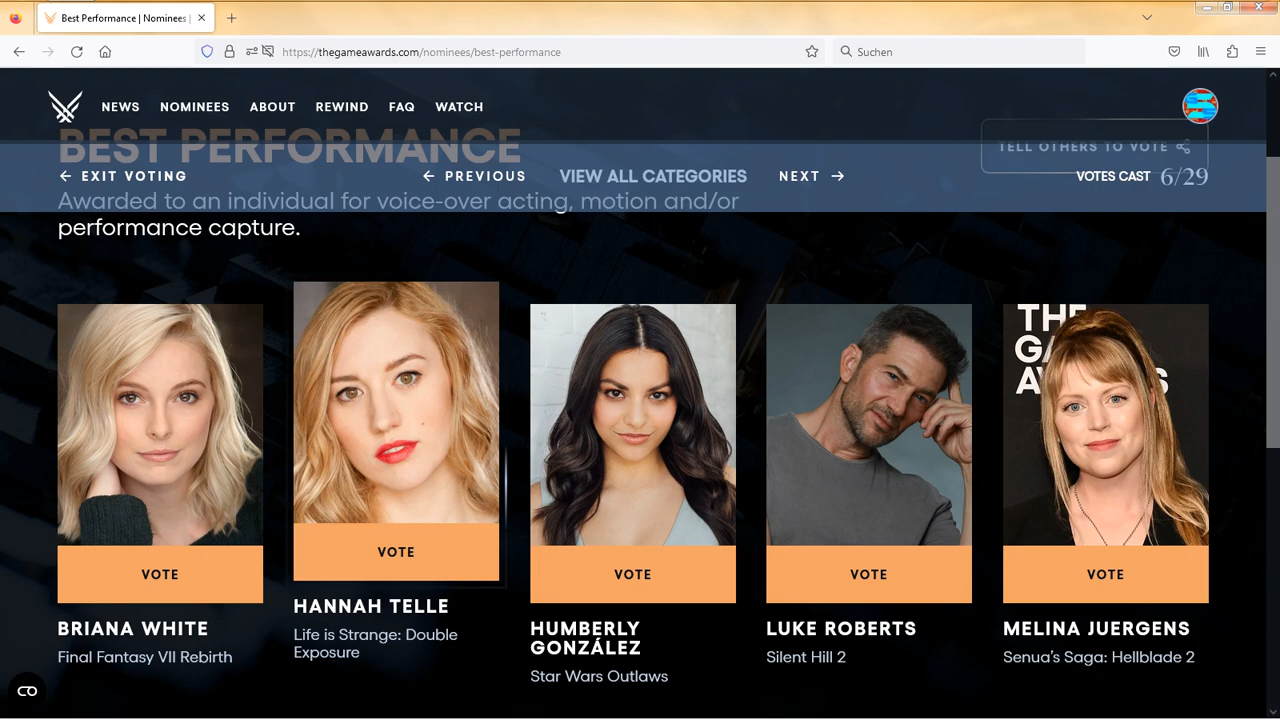 Best Performance | Nominees |
https://thegameawards.com/nominees/best-performance
Suchen
NEWS NOMINEES ABOUT REWIND FAQ WATCH
BEST PERFORMANCE
TELL OTHERS TO VOTE
EXIT VOTING
PREVIOUS
VIEW ALL CATEGORIES
NEXT
VOTES CAST 6/29
Awarded to an individual for voice-over acting, motion and/or
performance capture.
THE
GA
AW S
VOTE
BRIANA WHITE
Final Fantasy VII Rebirth
VOTE
HANNAH TELLE
Life is Strange: Double
Exposure
VOTE
HUMBERLY
GONZÁLEZ
Star Wars Outlaws
VOTE
LUKE ROBERTS
Silent Hill 2
VOTE
MELINA JUERGENS
Senua's Saga: Hellblade 2